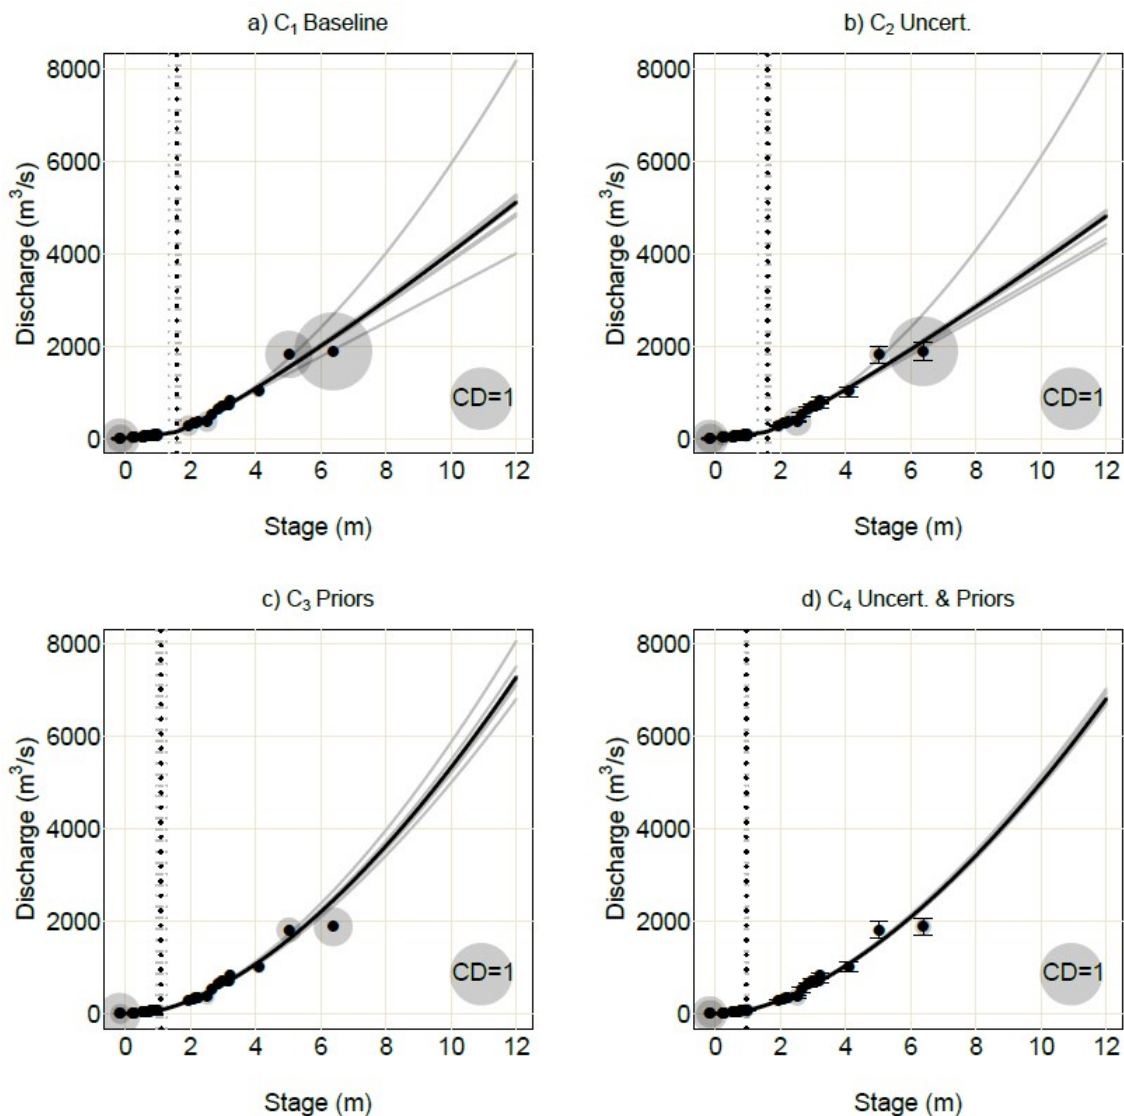 a) C₁ Baseline
8000
6000
4000
2000
0
Discharge (m³/s)
CD=1
0 2 4 6 8 10 12
Stage (m)
b) C₂ Uncert.
8000
6000
4000
2000
0
Discharge (m³/s)
CD=1
0 2 4 6 8 10 12
Stage (m)
c) C₃ Priors
8000
6000
4000
2000
0
Discharge (m³/s)
CD=1
0 2 4 6 8 10 12
Stage (m)
d) C₄ Uncert. & Priors
8000
6000
4000
2000
0
Discharge (m³/s)
CD=1
0 2 4 6 8 10 12
Stage (m)